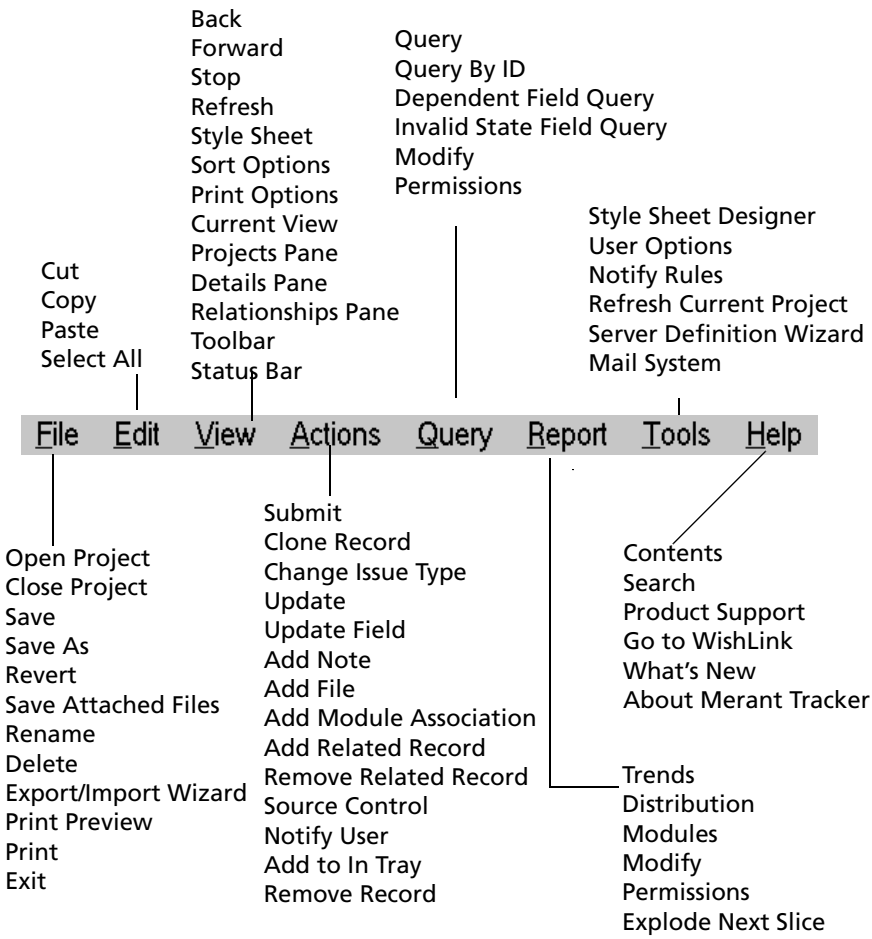 Back
Forward
Stop
Refresh
Style Sheet
Sort Options
Print Options
Current View
Projects Pane
Details Pane
Relationships Pane
Toolbar
Status Bar
Query
Query By ID
Dependent Field Query
Invalid State Field Query
Modify
Permissions
Style Sheet Designer
User Options
Notify Rules
Refresh Current Project
Server Definition Wizard
Mail System
Cut
Copy
Paste
Select All
File Edit View Actions Query Report Tools Help
Open Project
Close Project
Save
Save As
Revert
Save Attached Files
Rename
Delete
Export/Import Wizard
Print Preview
Print
Exit
Submit
Clone Record
Change Issue Type
Update
Update Field
Add Note
Add File
Add Module Association
Add Related Record
Remove Related Record
Source Control
Notify User
Add to In Tray
Remove Record
Contents
Search
Product Support
Go to WishLink
What’s New
About Merant Tracker
Trends
Distribution
Modules
Modify
Permissions
Explode Next Slice